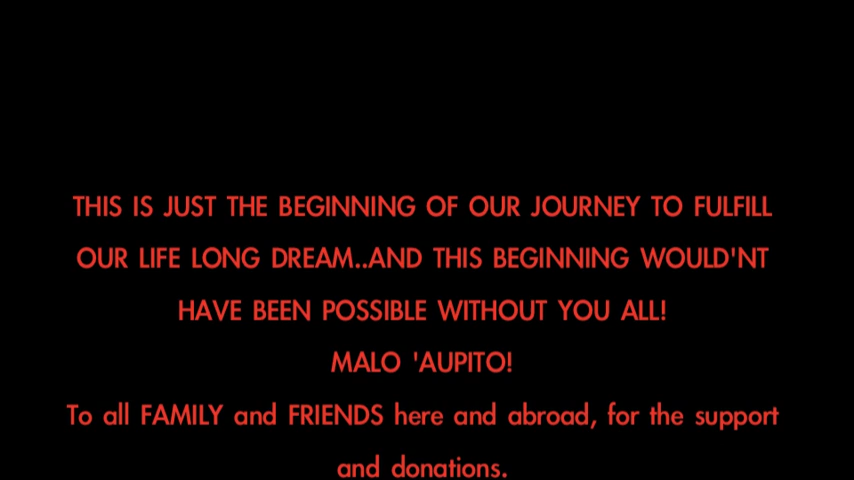 THIS IS JUST THE BEGINNING OF OUR JOURNEY TO FULFILL
OUR LIFE LONG DREAM..AND THIS BEGINNING WOULD'NT
HAVE BEEN POSSIBLE WITHOUT YOU ALL!
MALO 'AUPITO!
To all FAMILY and FRIENDS here and abroad, for the support
and donations.